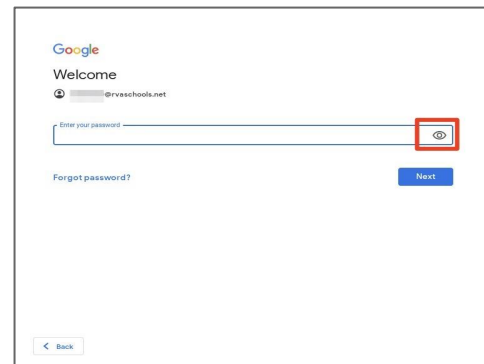 Google
Welcome
@rvaschools.net
Enter your password
Forgot password?
Next
Back